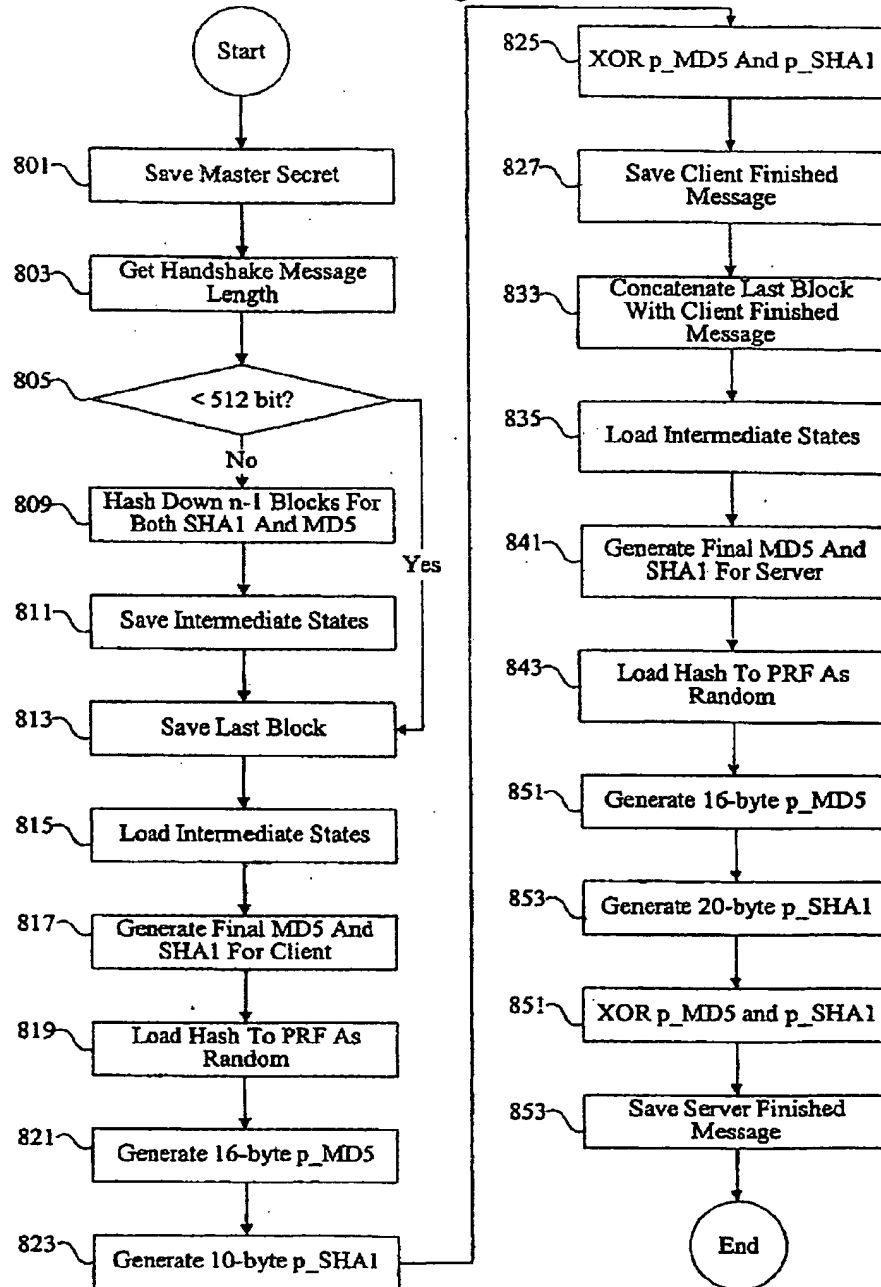 Start
801
Save Master Secret
803
Get Handshake Message
Length
805
< 512 bit?
No
Yes
809
Hash Down n-1 Blocks For
Both SHA1 And MD5
811
Save Intermediate States
813
Save Last Block
815
Load Intermediate States
817
Generate Final MD5 And
SHA1 For Client
819
Load Hash To PRF As
Random
821
Generate 16-byte p_MD5
823
Generate 10-byte p_SHA1
825
XOR p_MD5 And p_SHA1
827
Save Client Finished
Message
833
Concatenate Last Block
With Client Finished
Message
835
Load Intermediate States
841
Generate Final MD5 And
SHA1 For Server
843
Load Hash To PRF As
Random
851
Generate 16-byte p_MD5
853
Generate 20-byte p_SHA1
851
XOR p_MD5 and p_SHA1
853
Save Server Finished
Message
End